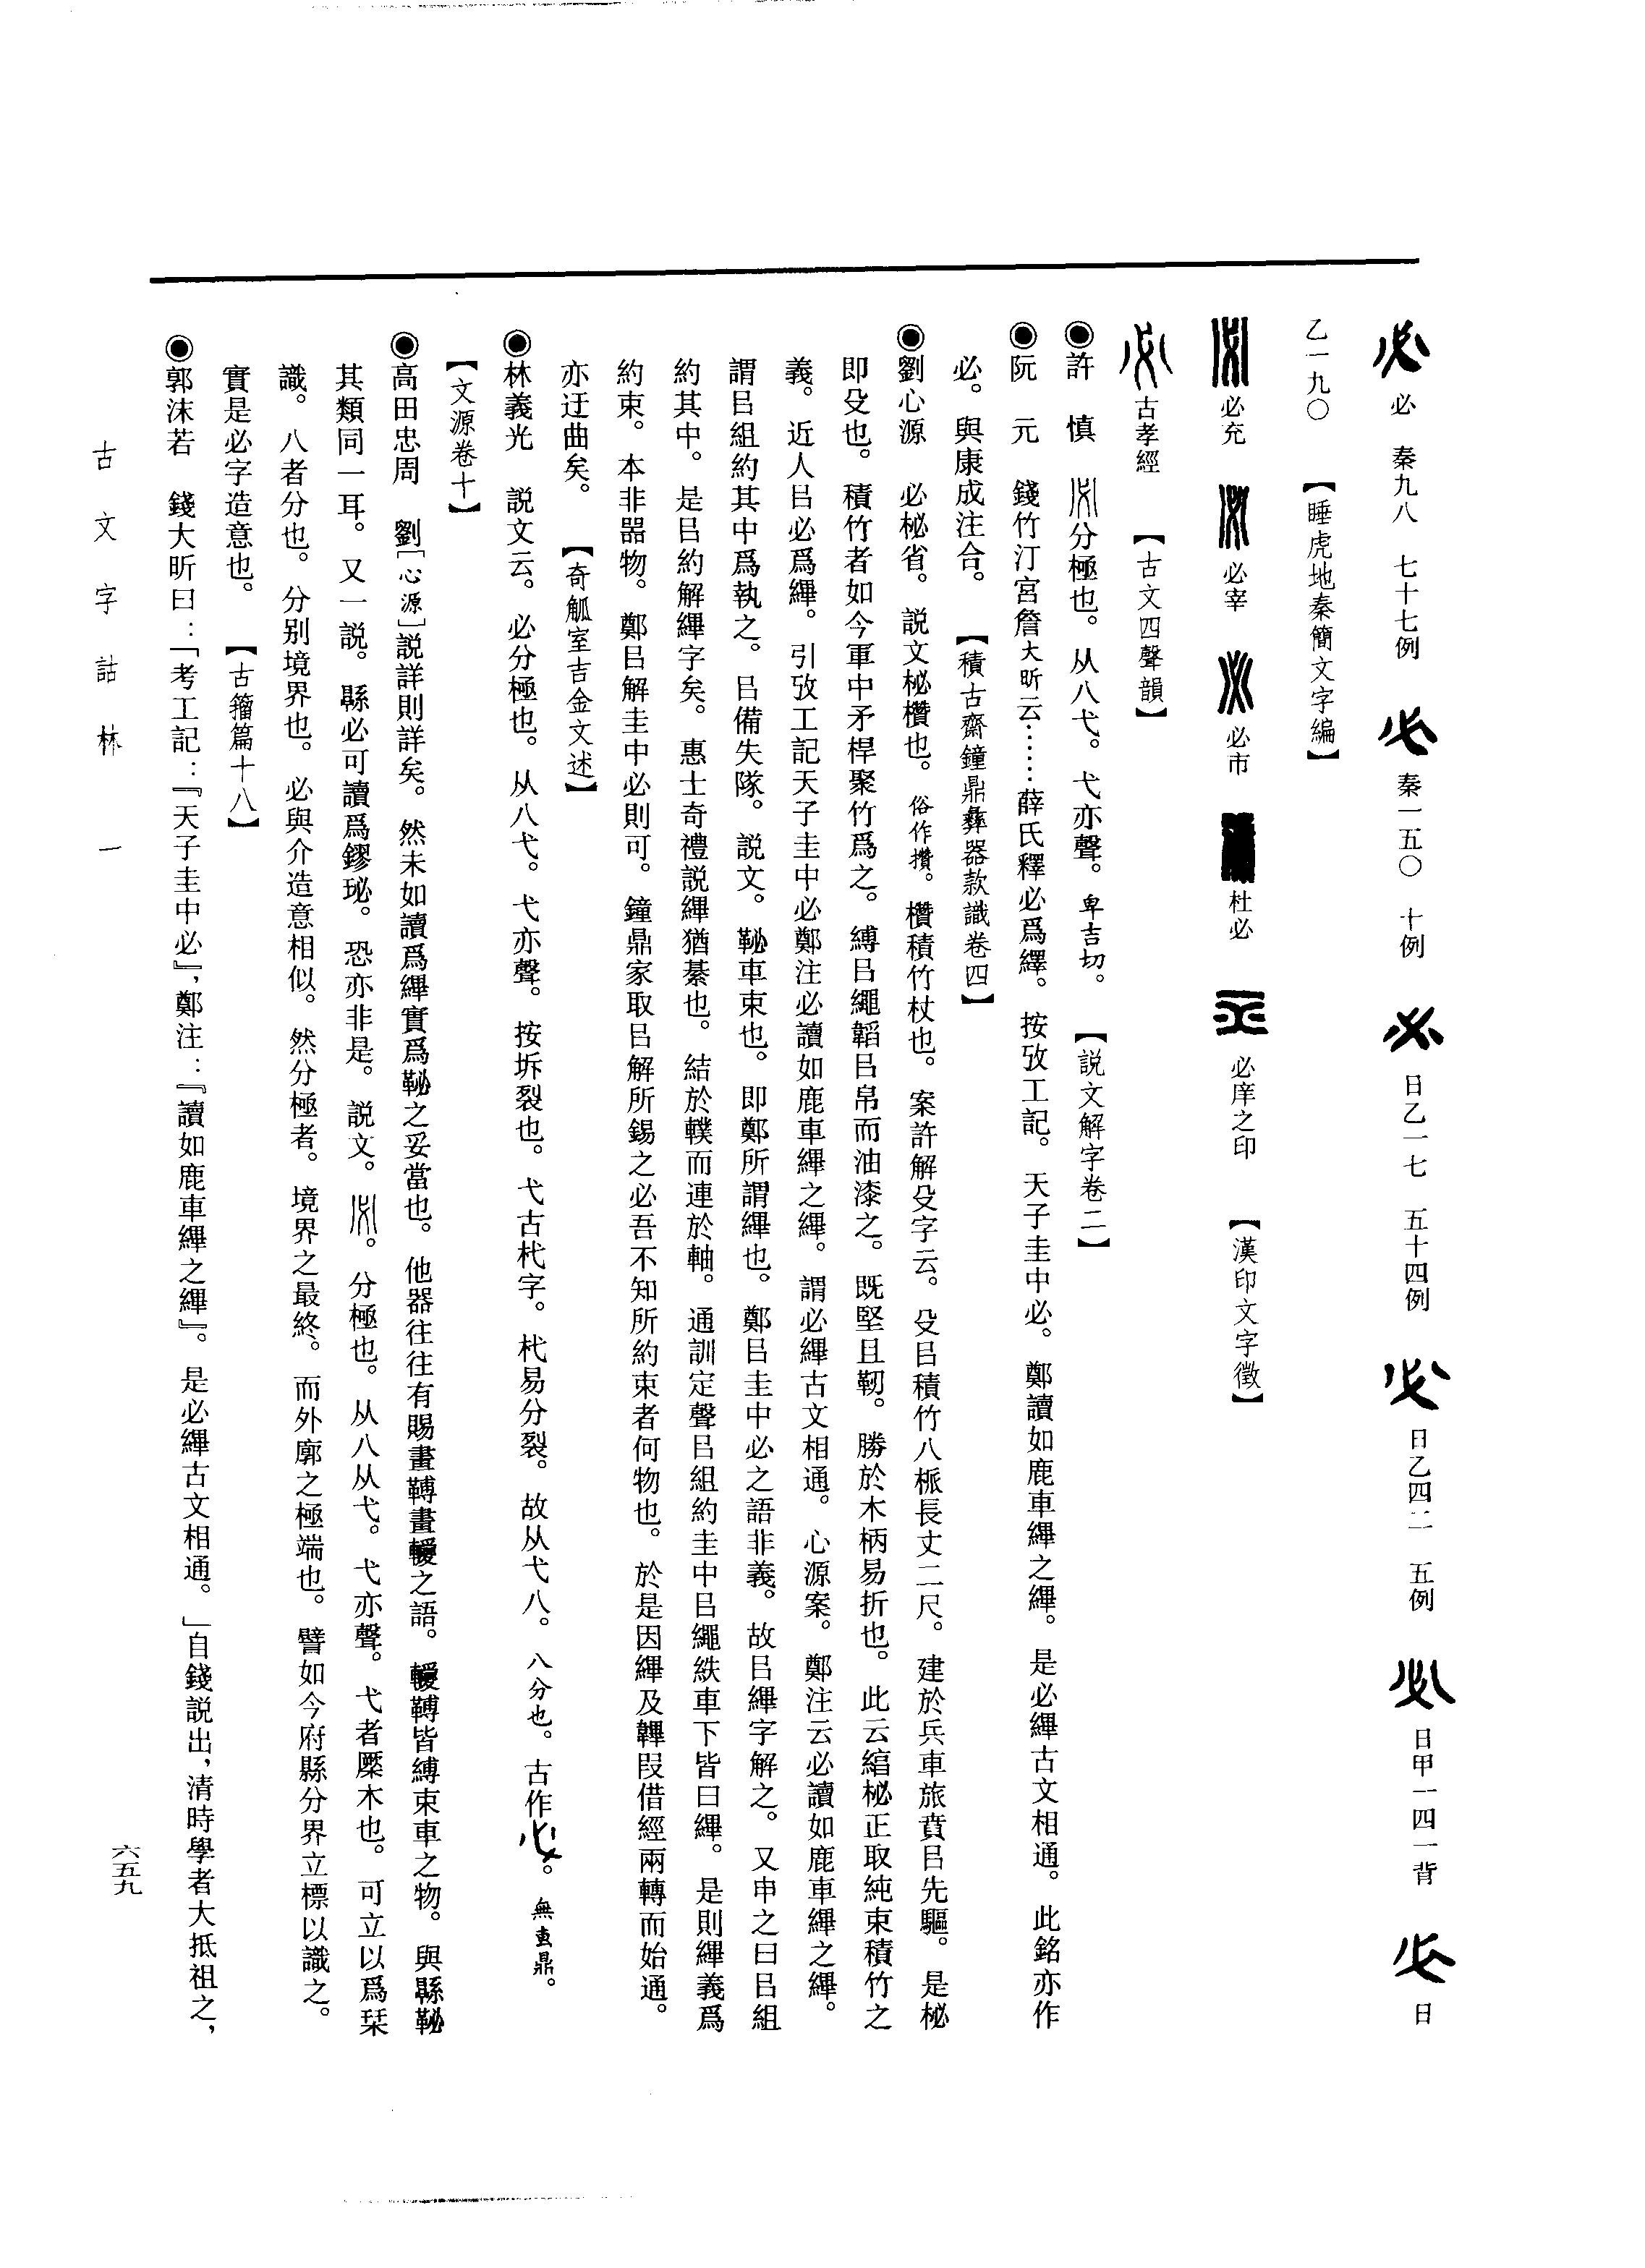 必 秦九八 七十七例 秦一五〇 十例 日乙一七 五十四例 日乙四二 五例 日甲一四一背 日
乙一九〇 【睡虎地秦簡文字編】
必充 必宰 必市 杜必 必庠之印 【漢印文字徵】
古孝經 【古文四聲韻】
◉許 慎 分極也。从八弋。弋亦聲。卑吉切。 【説文解字卷二】
◉阮 元 錢竹汀宮詹大昕云……薛氏釋必爲繹。按攷工記。天子圭中必。鄭讀如鹿車縪之縪。是必縪古文相通。此銘亦作
必。與康成注合。 【積古齋鐘鼎彝器款識卷四】
◉劉心源 必柲省。説文柲欑也。俗作攢。欑積竹杖也。案許解殳字云。殳㠯積竹八觚長丈二尺。建於兵車旅賁㠯先驅。是柲
即殳也。積竹者如今軍中矛桿聚竹爲之。縛㠯繩韜㠯帛而油漆之。既堅且韌。勝於木柄易折也。此云縚柲正取純束積竹之
義。近人㠯必爲縪。引攷工記天子圭中必鄭注必讀如鹿車縪之縪。謂必縪古文相通。心源案。鄭注云必讀如鹿車縪之縪。
謂㠯組約其中爲執之。㠯備失隊。説文。䩛車束也。即鄭所謂縪也。鄭㠯圭中必之語非義。故㠯縪字解之。又申之曰㠯組
約其中。是㠯約解縪字矣。惠士奇禮説縪猶綦也。結於轐而連於軸。通訓定聲㠯組約圭中㠯繩紩車下皆曰縪。是則縪義爲
約束。本非器物。鄭㠯解圭中必則可。鐘鼎家取㠯解所錫之必吾不知所約束者何物也。於是因縪及韠叚借經兩轉而始通。
亦迂曲矣。 【奇觚室吉金文述】
◉林義光 説文云。必分極也。从八弋。弋亦聲。按坼裂也。弋古杙字。杙易分裂。故从弋八。八分也。古作。無叀鼎。
【文源卷十】
◉高田忠周 劉［心源］説詳則詳矣。然未如讀爲縪實爲䩛之妥當也。他器往往有賜畫轉畫之語。轉皆縛束車之物。與䩛
其類同一耳。又一説。縣必可讀爲鏐珌。恐亦非是。説文。分極也。从八从弋。弋亦聲。弋者橜木也。可立以爲栞
識。八者分也。分别境界也。必與介造意相似。然分極者。境界之最終。而外廓之極端也。譬如今府縣分界立標以識之。
實是必字造意也。 【古籀篇十八】
◉郭沫若 錢大昕曰：「考工記：『天子圭中必』，鄭注：『讀如鹿車縪之縪』。是必縪古文相通。」自錢説出，清時學者大抵祖之，
古文字詁林 一
六五九